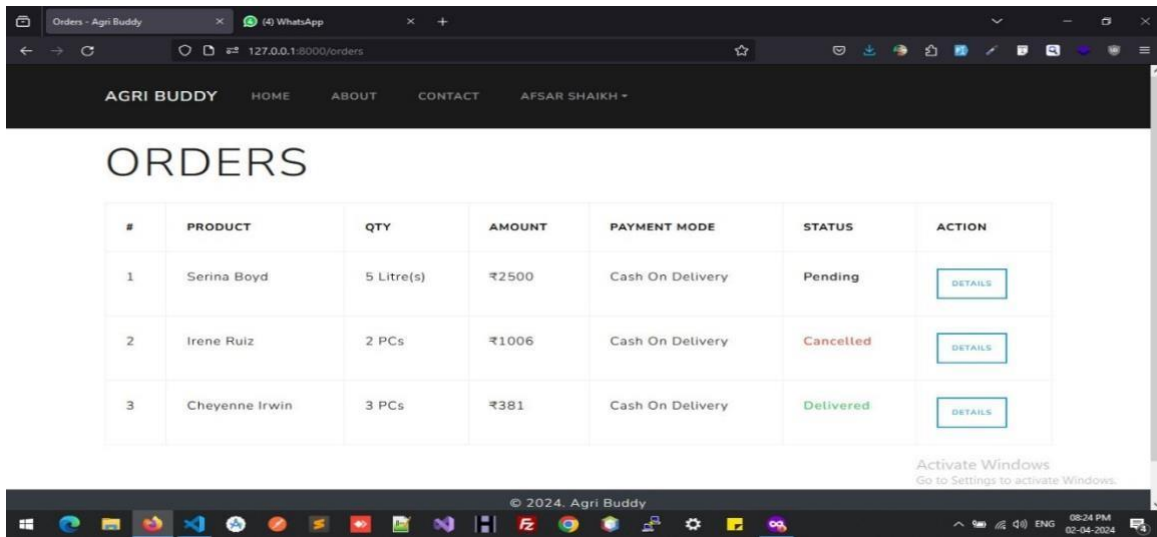 Orders - Agri Buddy
(4) WhatsApp
127.0.0.1:8000/orders
AGRI BUDDY HOME ABOUT CONTACT AFSAR SHAIKH
ORDERS
# PRODUCT QTY AMOUNT PAYMENT MODE STATUS ACTION
1 Serina Boyd 5 Litre(s) ₹2500 Cash On Delivery Pending DETAILS
2 Irene Ruiz 2 PCs ₹1006 Cash On Delivery Cancelled DETAILS
3 Cheyenne Irwin 3 PCs ₹381 Cash On Delivery Delivered DETAILS
Activate Windows
Go to Settings to activate Windows.
© 2024. Agri Buddy
ENG 08:24 PM
02-04-2024